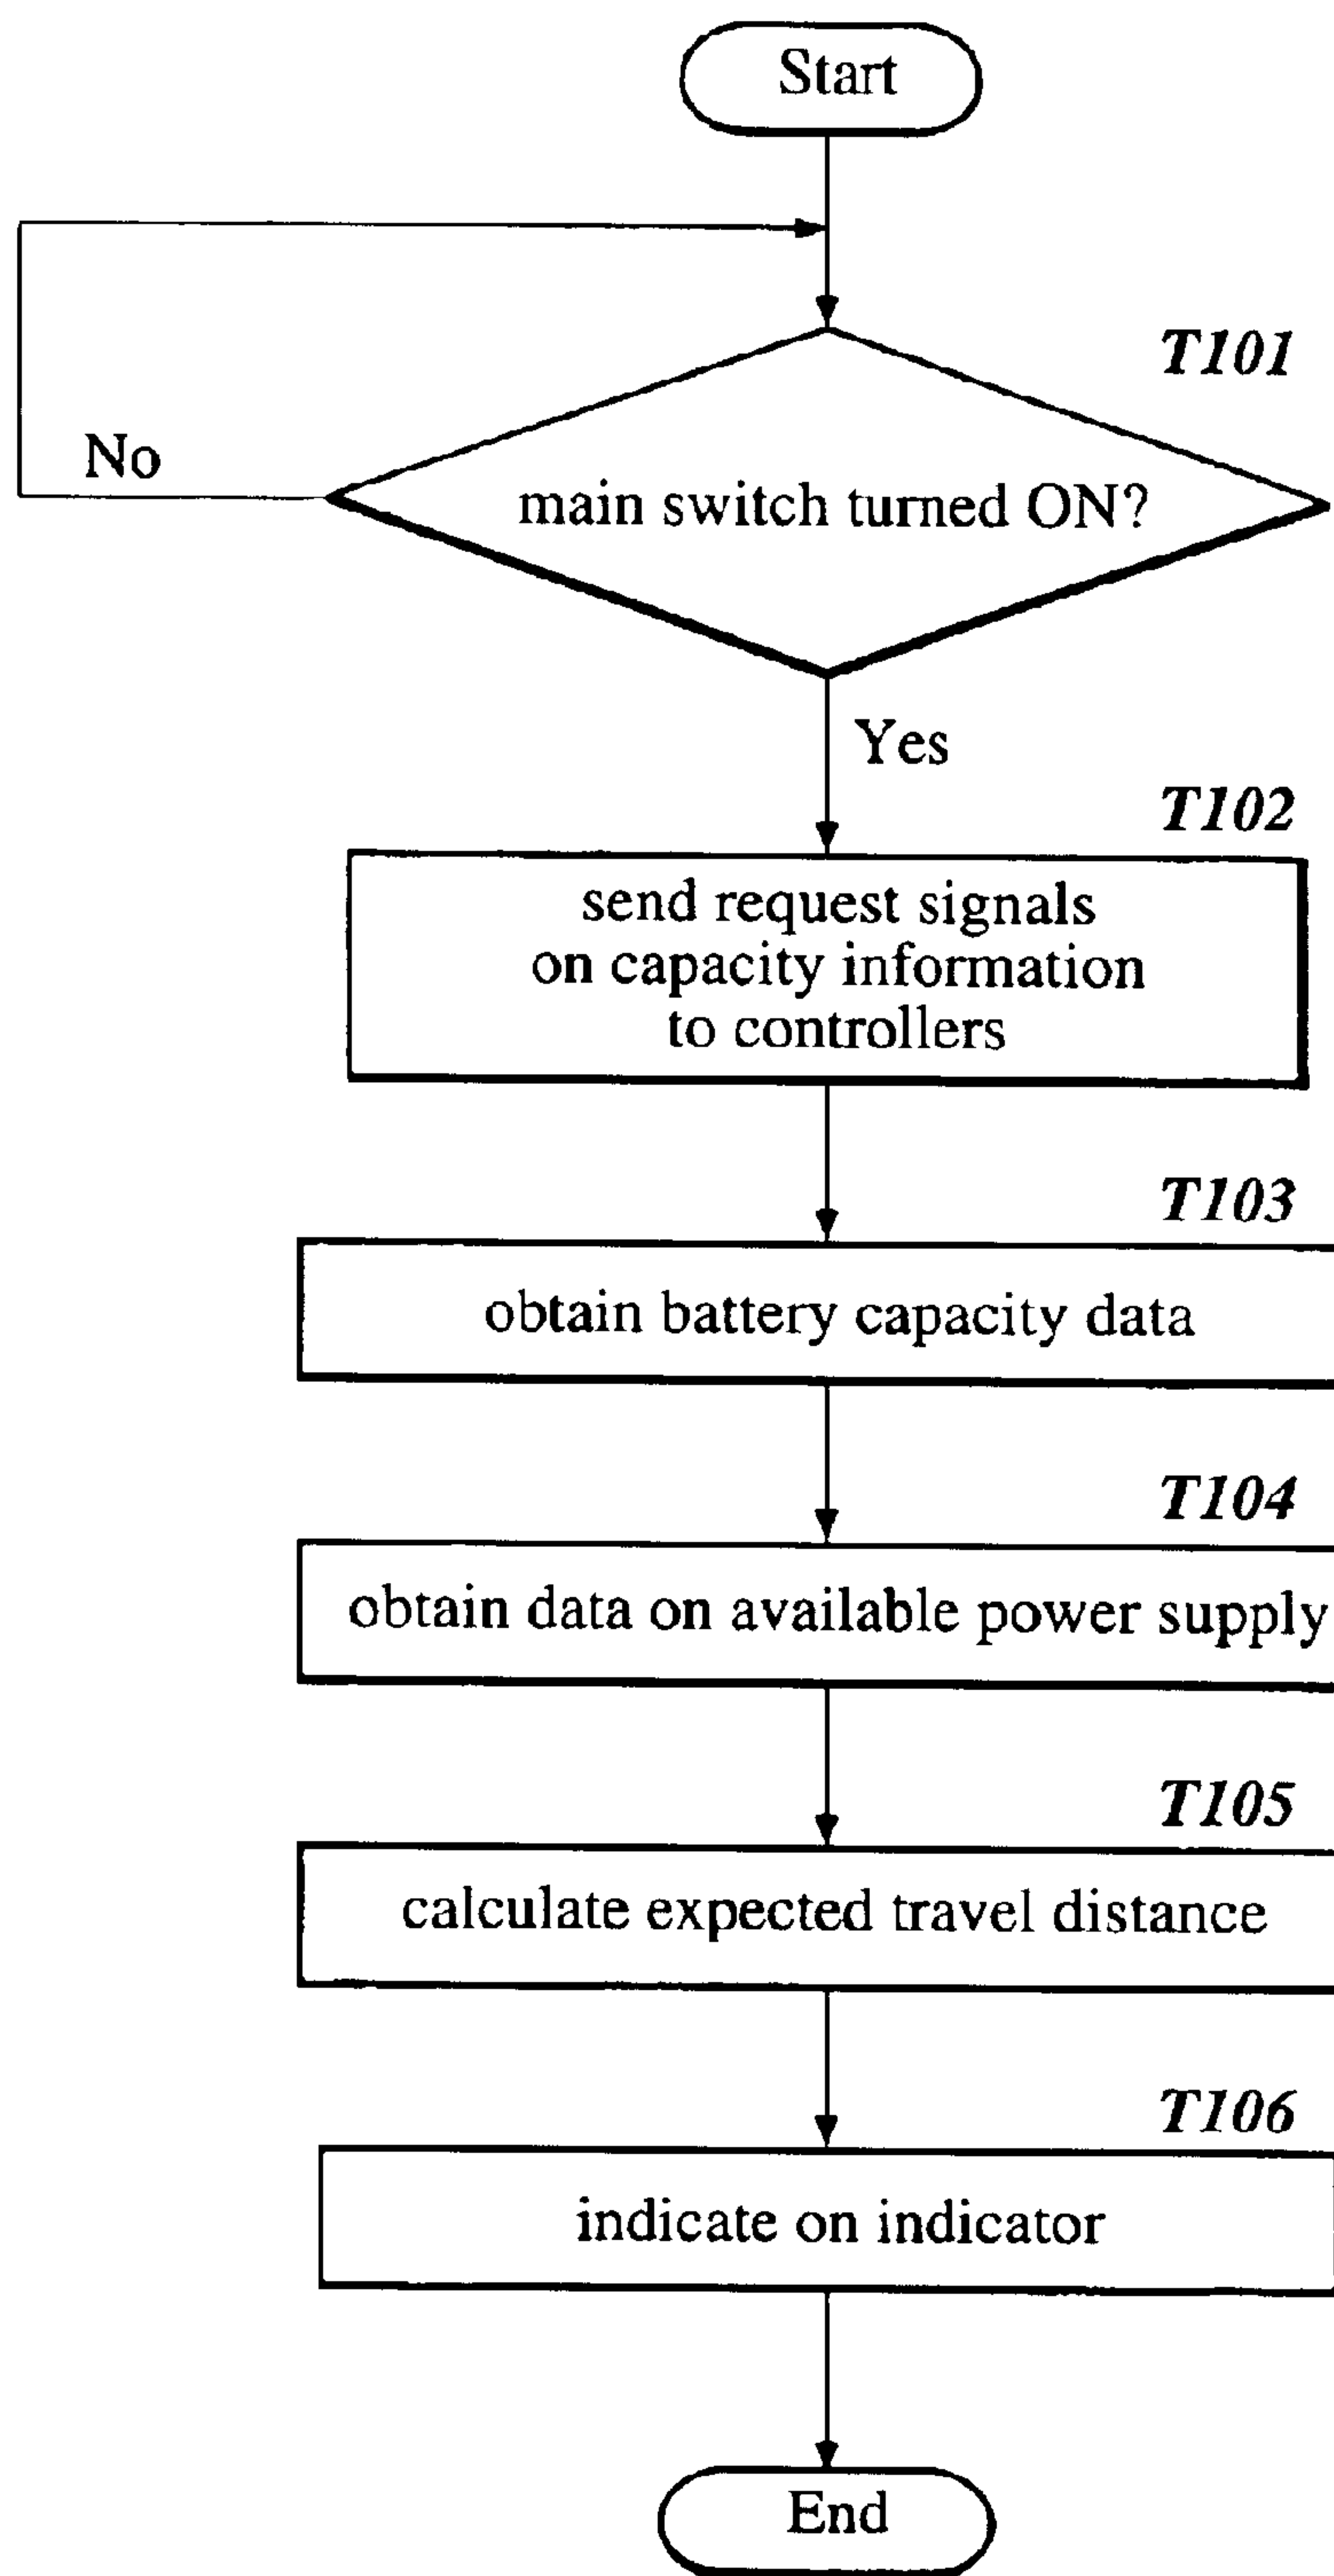 Start
T101
No
main switch turned ON?
Yes
T102
send request signals
on capacity information
to controllers
T103
obtain battery capacity data
T104
obtain data on available power supply
T105
calculate expected travel distance
T106
indicate on indicator
End